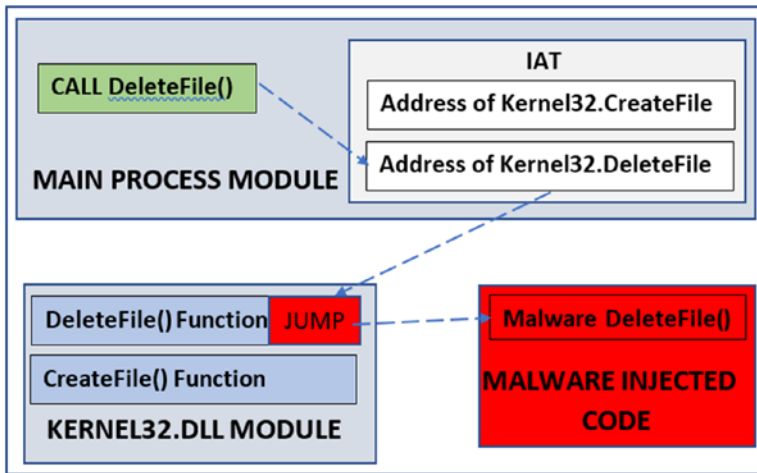 IAT
CALL DeleteFile()
Address of Kernel32.CreateFile
Address of Kernel32.DeleteFile
MAIN PROCESS MODULE
DeleteFile() Function
JUMP
CreateFile() Function
KERNEL32.DLL MODULE
Malware DeleteFile()
MALWARE INJECTED
CODE